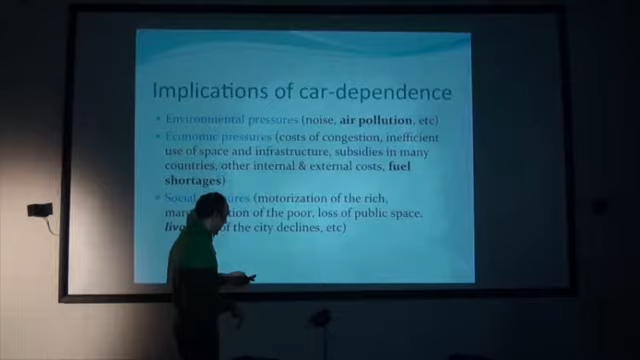 Implications of car-dependence
Environmental pressures (noise, air pollution, etc)
Economic pressures (costs of congestion, inefficient
use of space and infrastructure, subsidies in many
countries, other internal & external costs, fuel
shortages)
Social (motorization of the rich,
of the poor, loss of public space.
of the city declines, etc)